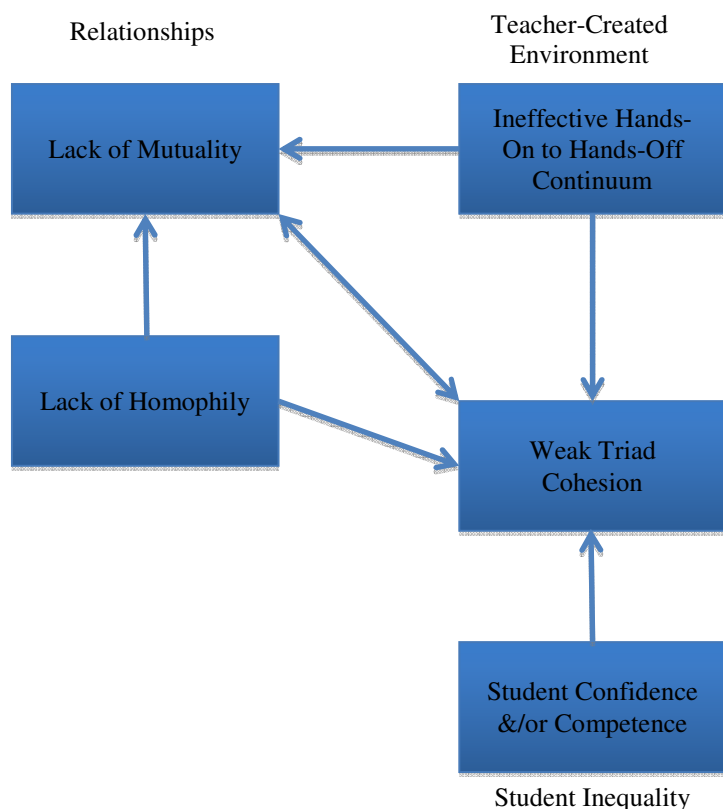 Relationships
Teacher-Created
Environment
Lack of Mutuality
Ineffective Hands-
On to Hands-Off
Continuum
Lack of Homophily
Weak Triad
Cohesion
Student Confidence
&/or Competence
Student Inequality